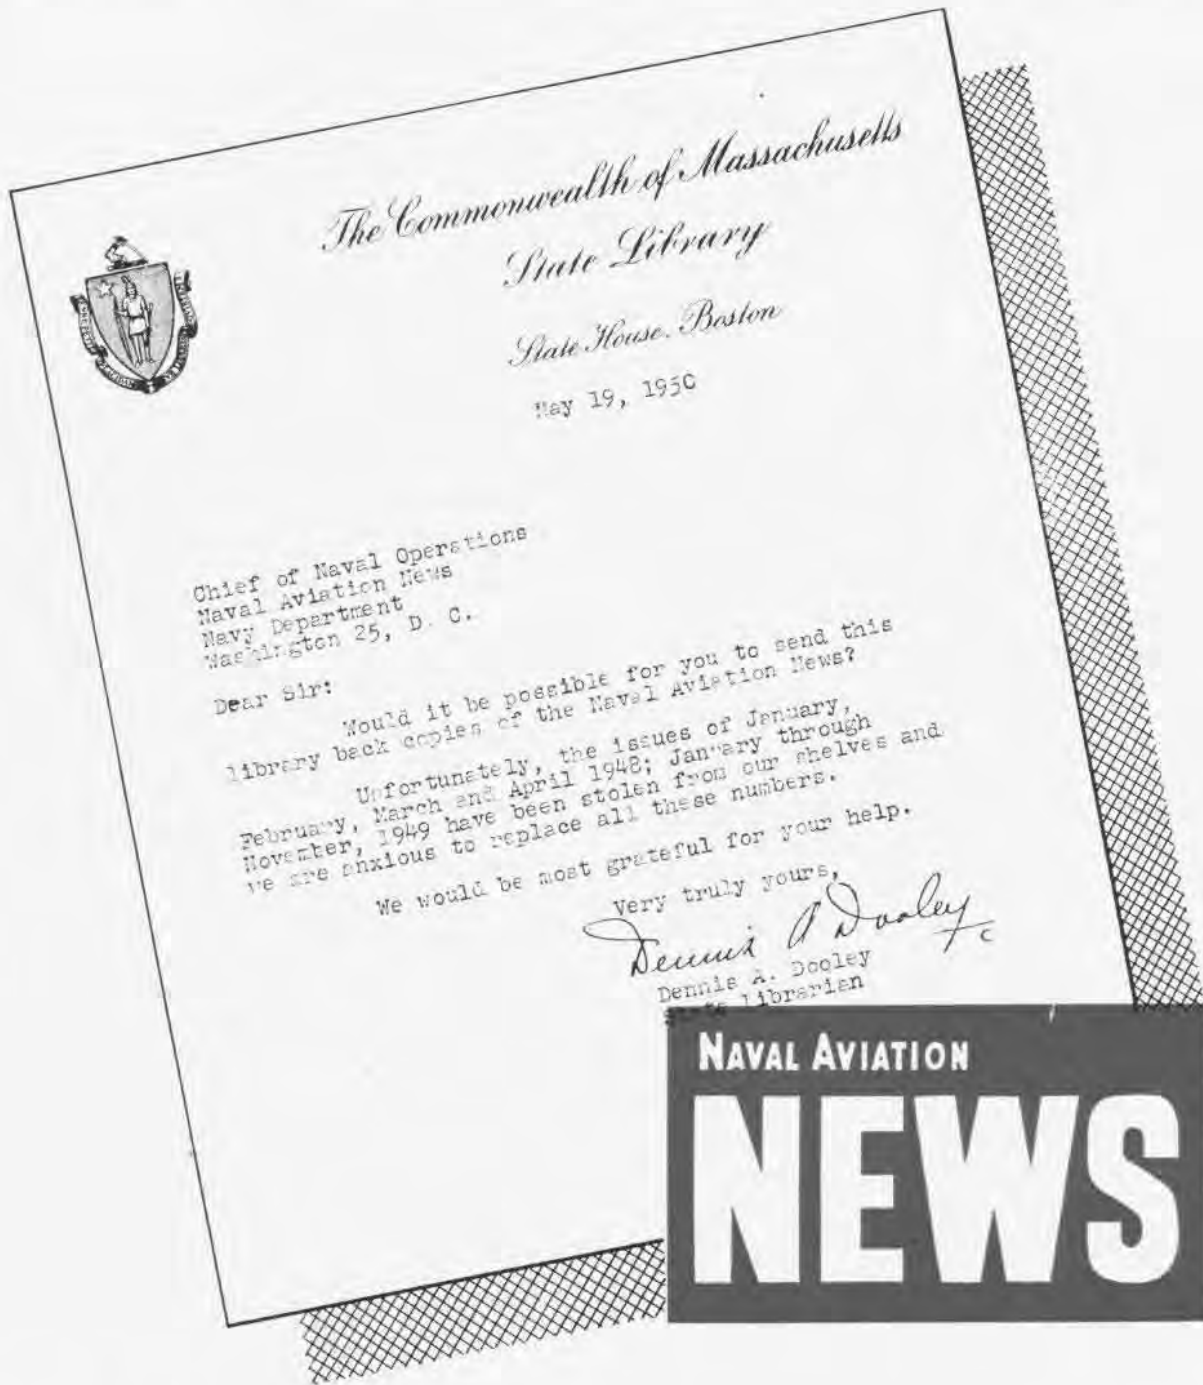 The Commonwealth of Massachusetts
State Library
State House, Boston
May 19, 1950
Chief of Naval Operations
Naval Aviation News
Navy Department
Washington 25, D. C.
Dear Sir:
Would it be possible for you to send this
library back copies of the Naval Aviation News?
Unfortunately, the issues of January,
February, March and April 1948; January through
November, 1949 have been stolen from our shelves and
we are anxious to replace all these numbers.
We would be most grateful for your help.
Very truly yours,
Dennis A Dooley
c
Dennis A. Dooley
State Librarian
NAVAL AVIATION
NEWS